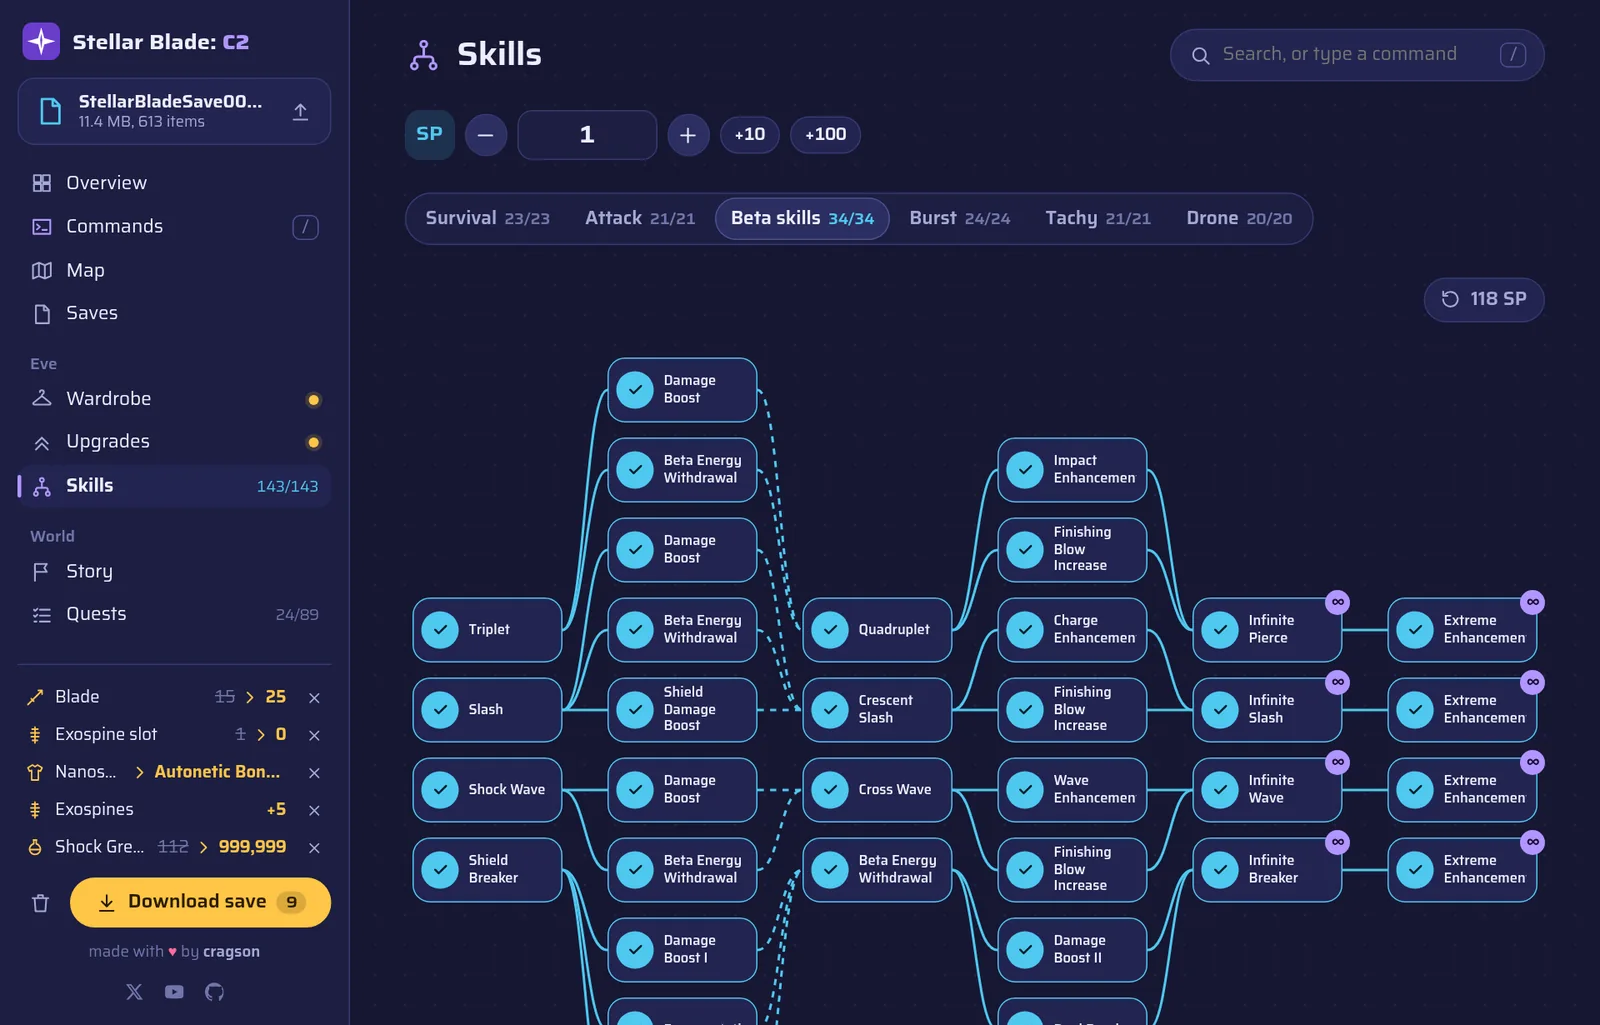 Stellar Blade: C2
StellarBladeSave00...
11.4 MB, 613 items
Overview
Commands /
Map
Saves
Eve
Wardrobe
Upgrades
Skills 143/143
World
Story
Quests 24/89
Blade 15 > 25 ×
Exospine slot 1 > 0 ×
Nanos... > Autonetic Bon... ×
Exospines +5 ×
Shock Gre... 112 > 999,999 ×
Download save 9
made with ♥ by cragson
Skills
Search, or type a command /
SP − 1 + +10 +100
Survival 23/23 Attack 21/21 Beta skills 34/34 Burst 24/24 Tachy 21/21 Drone 20/20
118 SP
Damage
Boost
Beta Energy
Withdrawal
Impact
Enhancemen
Damage
Boost
Finishing
Blow
Increase
Triplet
Beta Energy
Withdrawal
Quadruplet
Charge
Enhancemen
Infinite
Pierce
∞
Extreme
Enhancemen
∞
Slash
Shield
Damage
Boost
Crescent
Slash
Finishing
Blow
Increase
Infinite
Slash
∞
Extreme
Enhancemen
∞
Shock Wave
Damage
Boost
Cross Wave
Wave
Enhancemen
Infinite
Wave
∞
Extreme
Enhancemen
∞
Shield
Breaker
Beta Energy
Withdrawal
Beta Energy
Withdrawal
Finishing
Blow
Increase
Infinite
Breaker
∞
Extreme
Enhancemen
∞
Damage
Boost I
Damage
Boost II